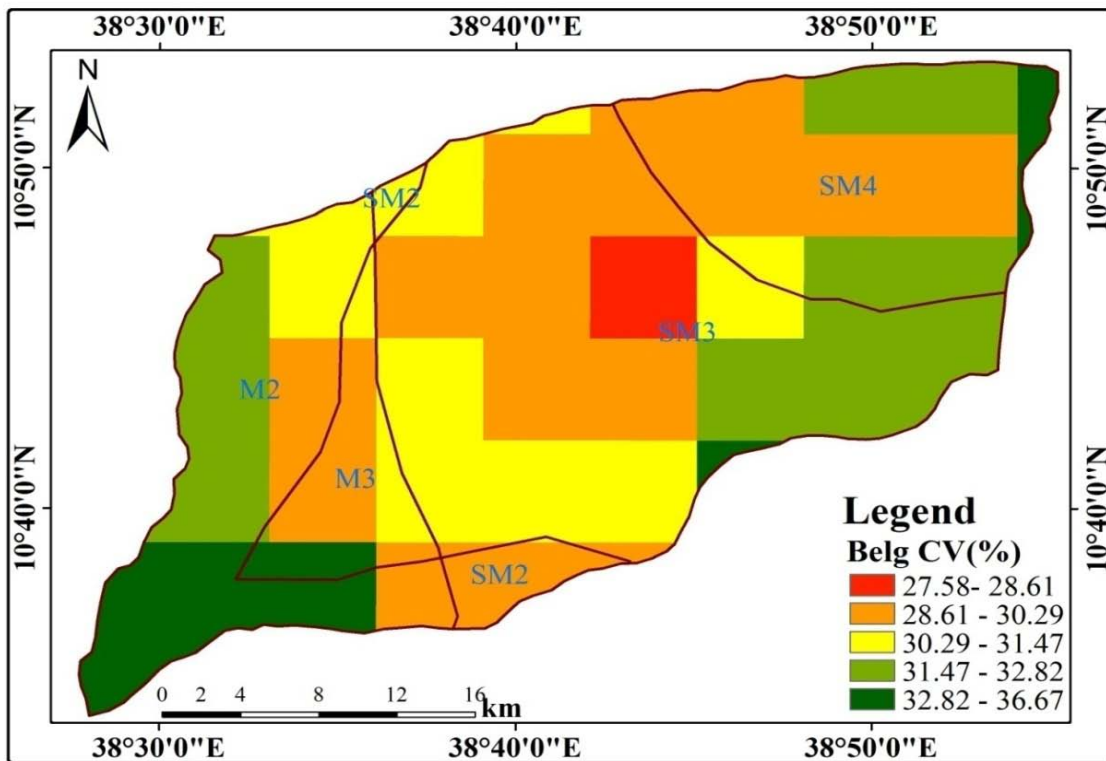 38°30'0"E 38°40'0"E 38°50'0"E
N
10°50'0"N 10°50'0"N
SM2
SM4
SM3
M2
M3
10°40'0"N 10°40'0"N
SM2
Legend
Belg CV(%)
27.58- 28.61
28.61 - 30.29
30.29 - 31.47
31.47 - 32.82
32.82 - 36.67
0 2 4 8 12 16
km
38°30'0"E 38°40'0"E 38°50'0"E